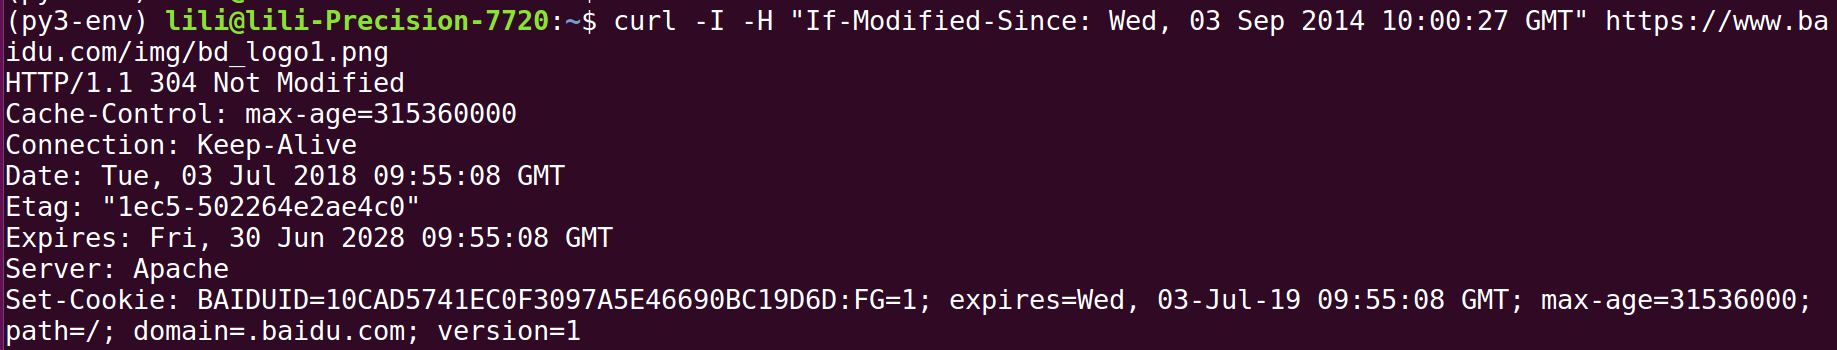 (py3-env) lili@lili-Precision-7720:~$ curl -I -H "If-Modified-Since: Wed, 03 Sep 2014 10:00:27 GMT" https://www.ba
idu.com/img/bd_logo1.png
HTTP/1.1 304 Not Modified
Cache-Control: max-age=315360000
Connection: Keep-Alive
Date: Tue, 03 Jul 2018 09:55:08 GMT
Etag: "1ec5-502264e2ae4c0"
Expires: Fri, 30 Jun 2028 09:55:08 GMT
Server: Apache
Set-Cookie: BAIDUID=10CAD5741EC0F3097A5E46690BC19D6D:FG=1; expires=Wed, 03-Jul-19 09:55:08 GMT; max-age=31536000;
path=/; domain=.baidu.com; version=1